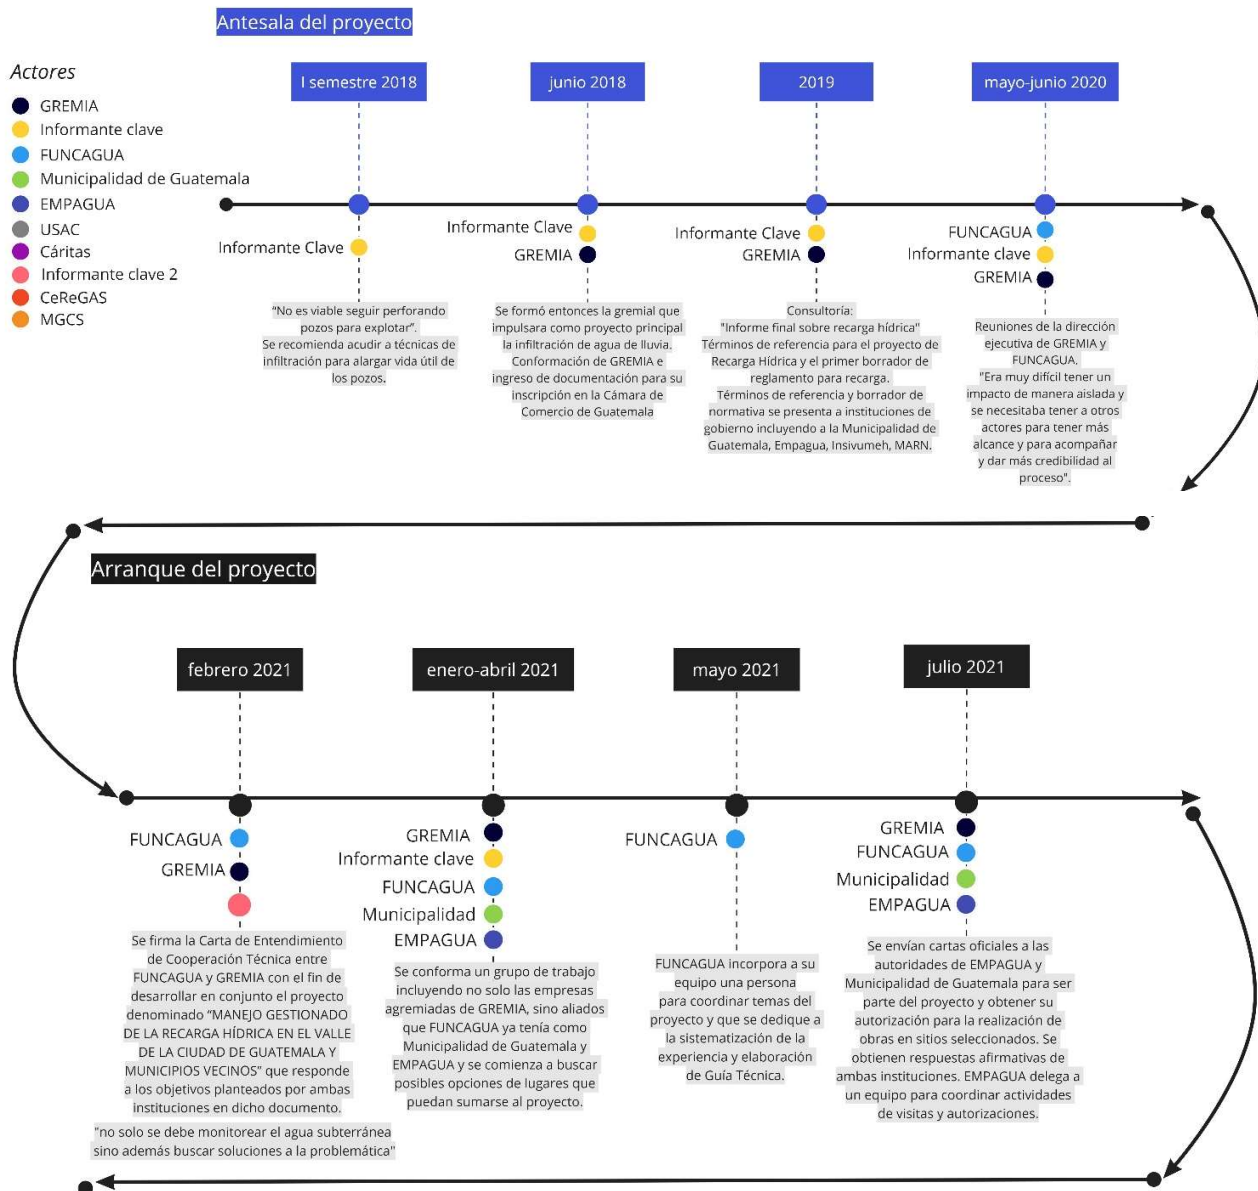 Antesala del proyecto
Actores
GREMIA
Informante clave
FUNCAGUA
Municipalidad de Guatemala
EMPAGUA
USAC
Cáritas
Informante clave 2
CeReGAS
MGCS
I semestre 2018
Informante Clave
“No es viable seguir perforando
pozos para explotar”.
Se recomienda acudir a técnicas de
infiltración para alargar vida útil de
los pozos.
junio 2018
Informante Clave
GREMIA
Se formó entonces la gremial que
impulsara como proyecto principal
la infiltración de agua de lluvia.
Conformación de GREMIA e
ingreso de documentación para su
inscripción en la Cámara de
Comercio de Guatemala
2019
Informante Clave
GREMIA
Consultoría:
"Informe final sobre recarga hídrica"
Términos de referencia para el proyecto de
Recarga Hídrica y el primer borrador de
reglamento para recarga.
Términos de referencia y borrador de
normativa se presenta a instituciones de
gobierno incluyendo a la Municipalidad de
Guatemala, Empagua, Insivumeh, MARN.
mayo-junio 2020
FUNCAGUA
Informante clave
GREMIA
Reuniones de la dirección
ejecutiva de GREMIA y
FUNCAGUA.
"Era muy difícil tener un
impacto de manera aislada y
se necesitaba tener a otros
actores para tener más
alcance y para acompañar
y dar más credibilidad al
proceso".
Arranque del proyecto
febrero 2021
FUNCAGUA
GREMIA
Se firma la Carta de Entendimiento
de Cooperación Técnica entre
FUNCAGUA y GREMIA con el fin de
desarrollar en conjunto el proyecto
denominado “MANEJO GESTIONADO
DE LA RECARGA HÍDRICA EN EL VALLE
DE LA CIUDAD DE GUATEMALA Y
MUNICIPIOS VECINOS” que responde
a los objetivos planteados por ambas
instituciones en dicho documento.
"no solo se debe monitorear el agua subterránea
sino además buscar soluciones a la problemática"
enero-abril 2021
GREMIA
Informante clave
FUNCAGUA
Municipalidad
EMPAGUA
Se conforma un grupo de trabajo
incluyendo no solo las empresas
agremiadas de GREMIA, sino aliados
que FUNCAGUA ya tenía como
Municipalidad de Guatemala y
EMPAGUA y se comienza a buscar
posibles opciones de lugares que
puedan sumarse al proyecto.
mayo 2021
FUNCAGUA
FUNCAGUA incorpora a su
equipo una persona
para coordinar temas del
proyecto y que se dedique a
la sistematización de la
experiencia y elaboración
de Guía Técnica.
julio 2021
GREMIA
FUNCAGUA
Municipalidad
EMPAGUA
Se envían cartas oficiales a las
autoridades de EMPAGUA y
Municipalidad de Guatemala para ser
parte del proyecto y obtener su
autorización para la realización de
obras en sitios seleccionados. Se
obtienen respuestas afirmativas de
ambas instituciones. EMPAGUA delega a
un equipo para coordinar actividades
de visitas y autorizaciones.